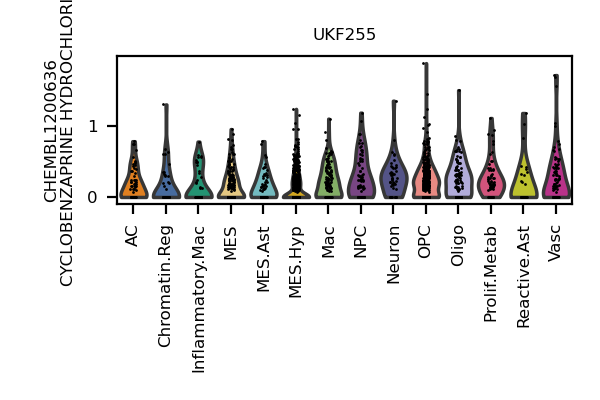 UKF255
CHEMBL1200636
CYCLOBENZAPRINE HYDROCHLORI
1
0
AC
Chromatin.Reg
Inflammatory.Mac
MES
MES.Ast
MES.Hyp
Mac
NPC
Neuron
OPC
Oligo
Prolif.Metab
Reactive.Ast
Vasc